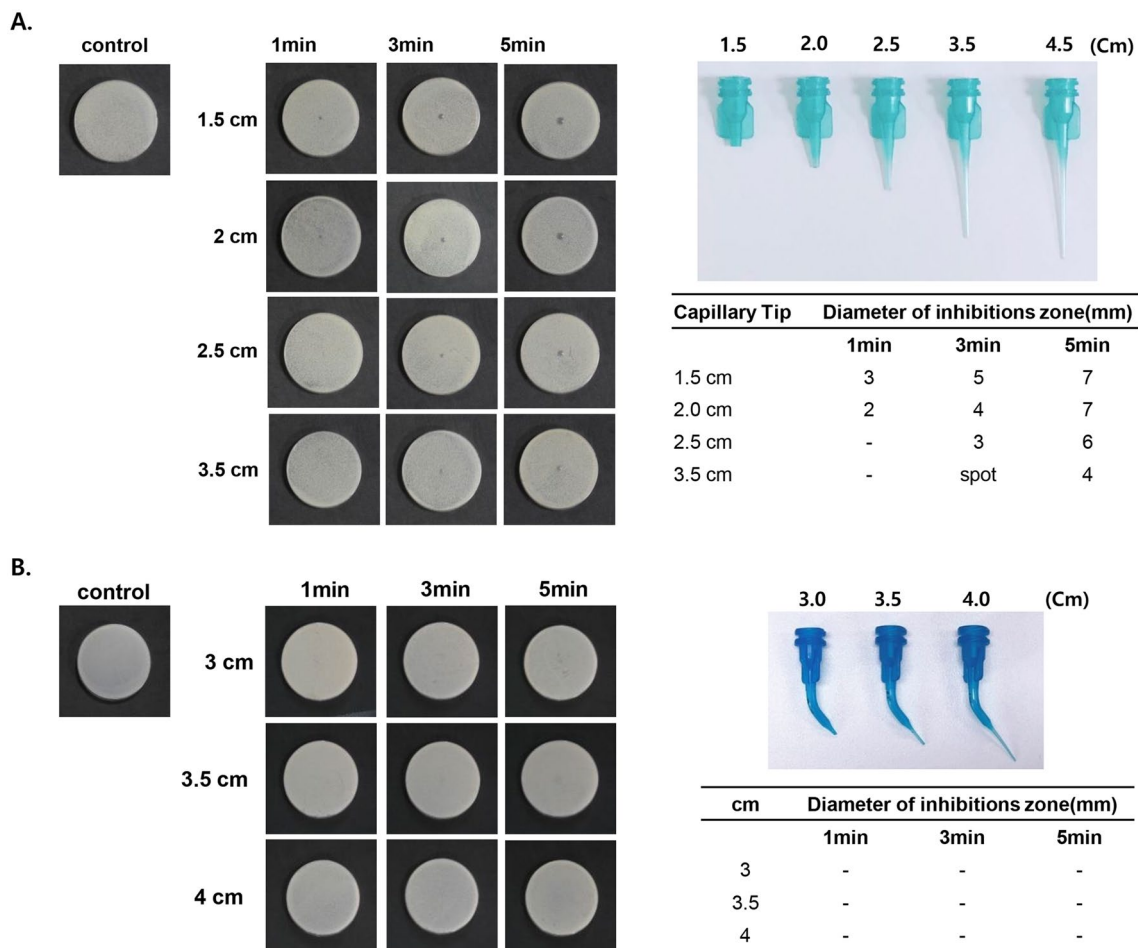 A.
control
1min 3min 5min
1.5 cm
2 cm
2.5 cm
3.5 cm
1.5 2.0 2.5 3.5 4.5 (Cm)
Capillary Tip Diameter of inhibitions zone(mm)
1min 3min 5min
1.5 cm 3 5 7
2.0 cm 2 4 7
2.5 cm - 3 6
3.5 cm - spot 4
B.
control
1min 3min 5min
3 cm
3.5 cm
4 cm
3.0 3.5 4.0 (Cm)
cm Diameter of inhibitions zone(mm)
1min 3min 5min
3 - - -
3.5 - - -
4 - - -